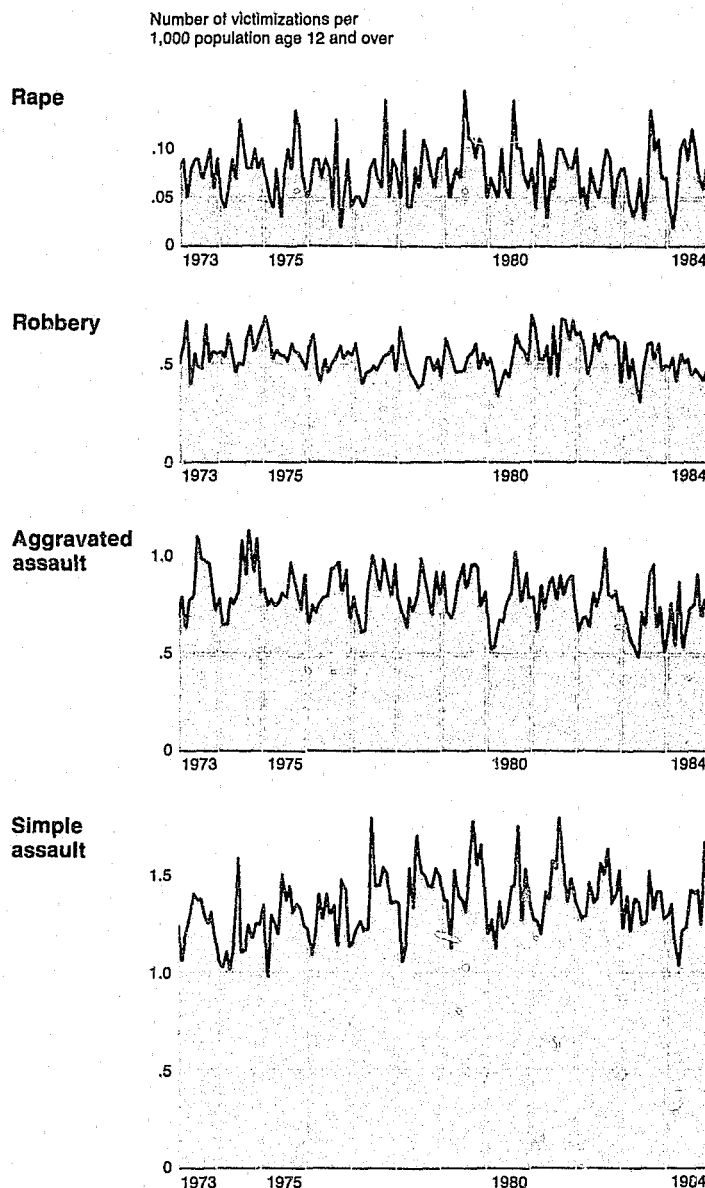 Number of victimizations per
1,000 population age 12 and over
Rape
.10
.05
0
1973 1975 1980 1984
Robbery
.5
0
1973 1975 1980 1984
Aggravated
assault
1.0
.5
0
1973 1975 1980 1984
Simple
assault
1.5
1.0
.5
0
1973 1975 1980 1984